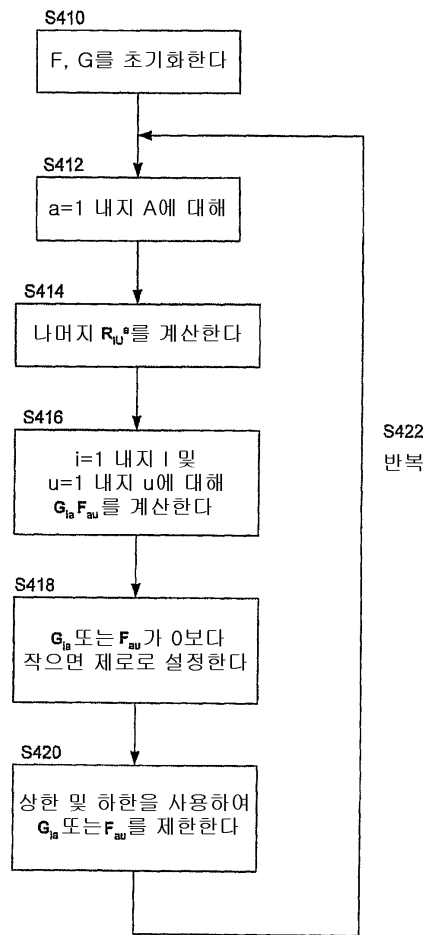 S410
F, G를 초기화한다
S412
a=1 내지 A에 대해
S414
나머지 R_IU^a를 계산한다
S416
i=1 내지 I 및
u=1 내지 u에 대해
G_ia F_au를 계산한다
S422
반복
S418
G_ia 또는 F_au가 0보다
작으면 제로로 설정한다
S420
상한 및 하한을 사용하여
G_ia 또는 F_au를 제한한다